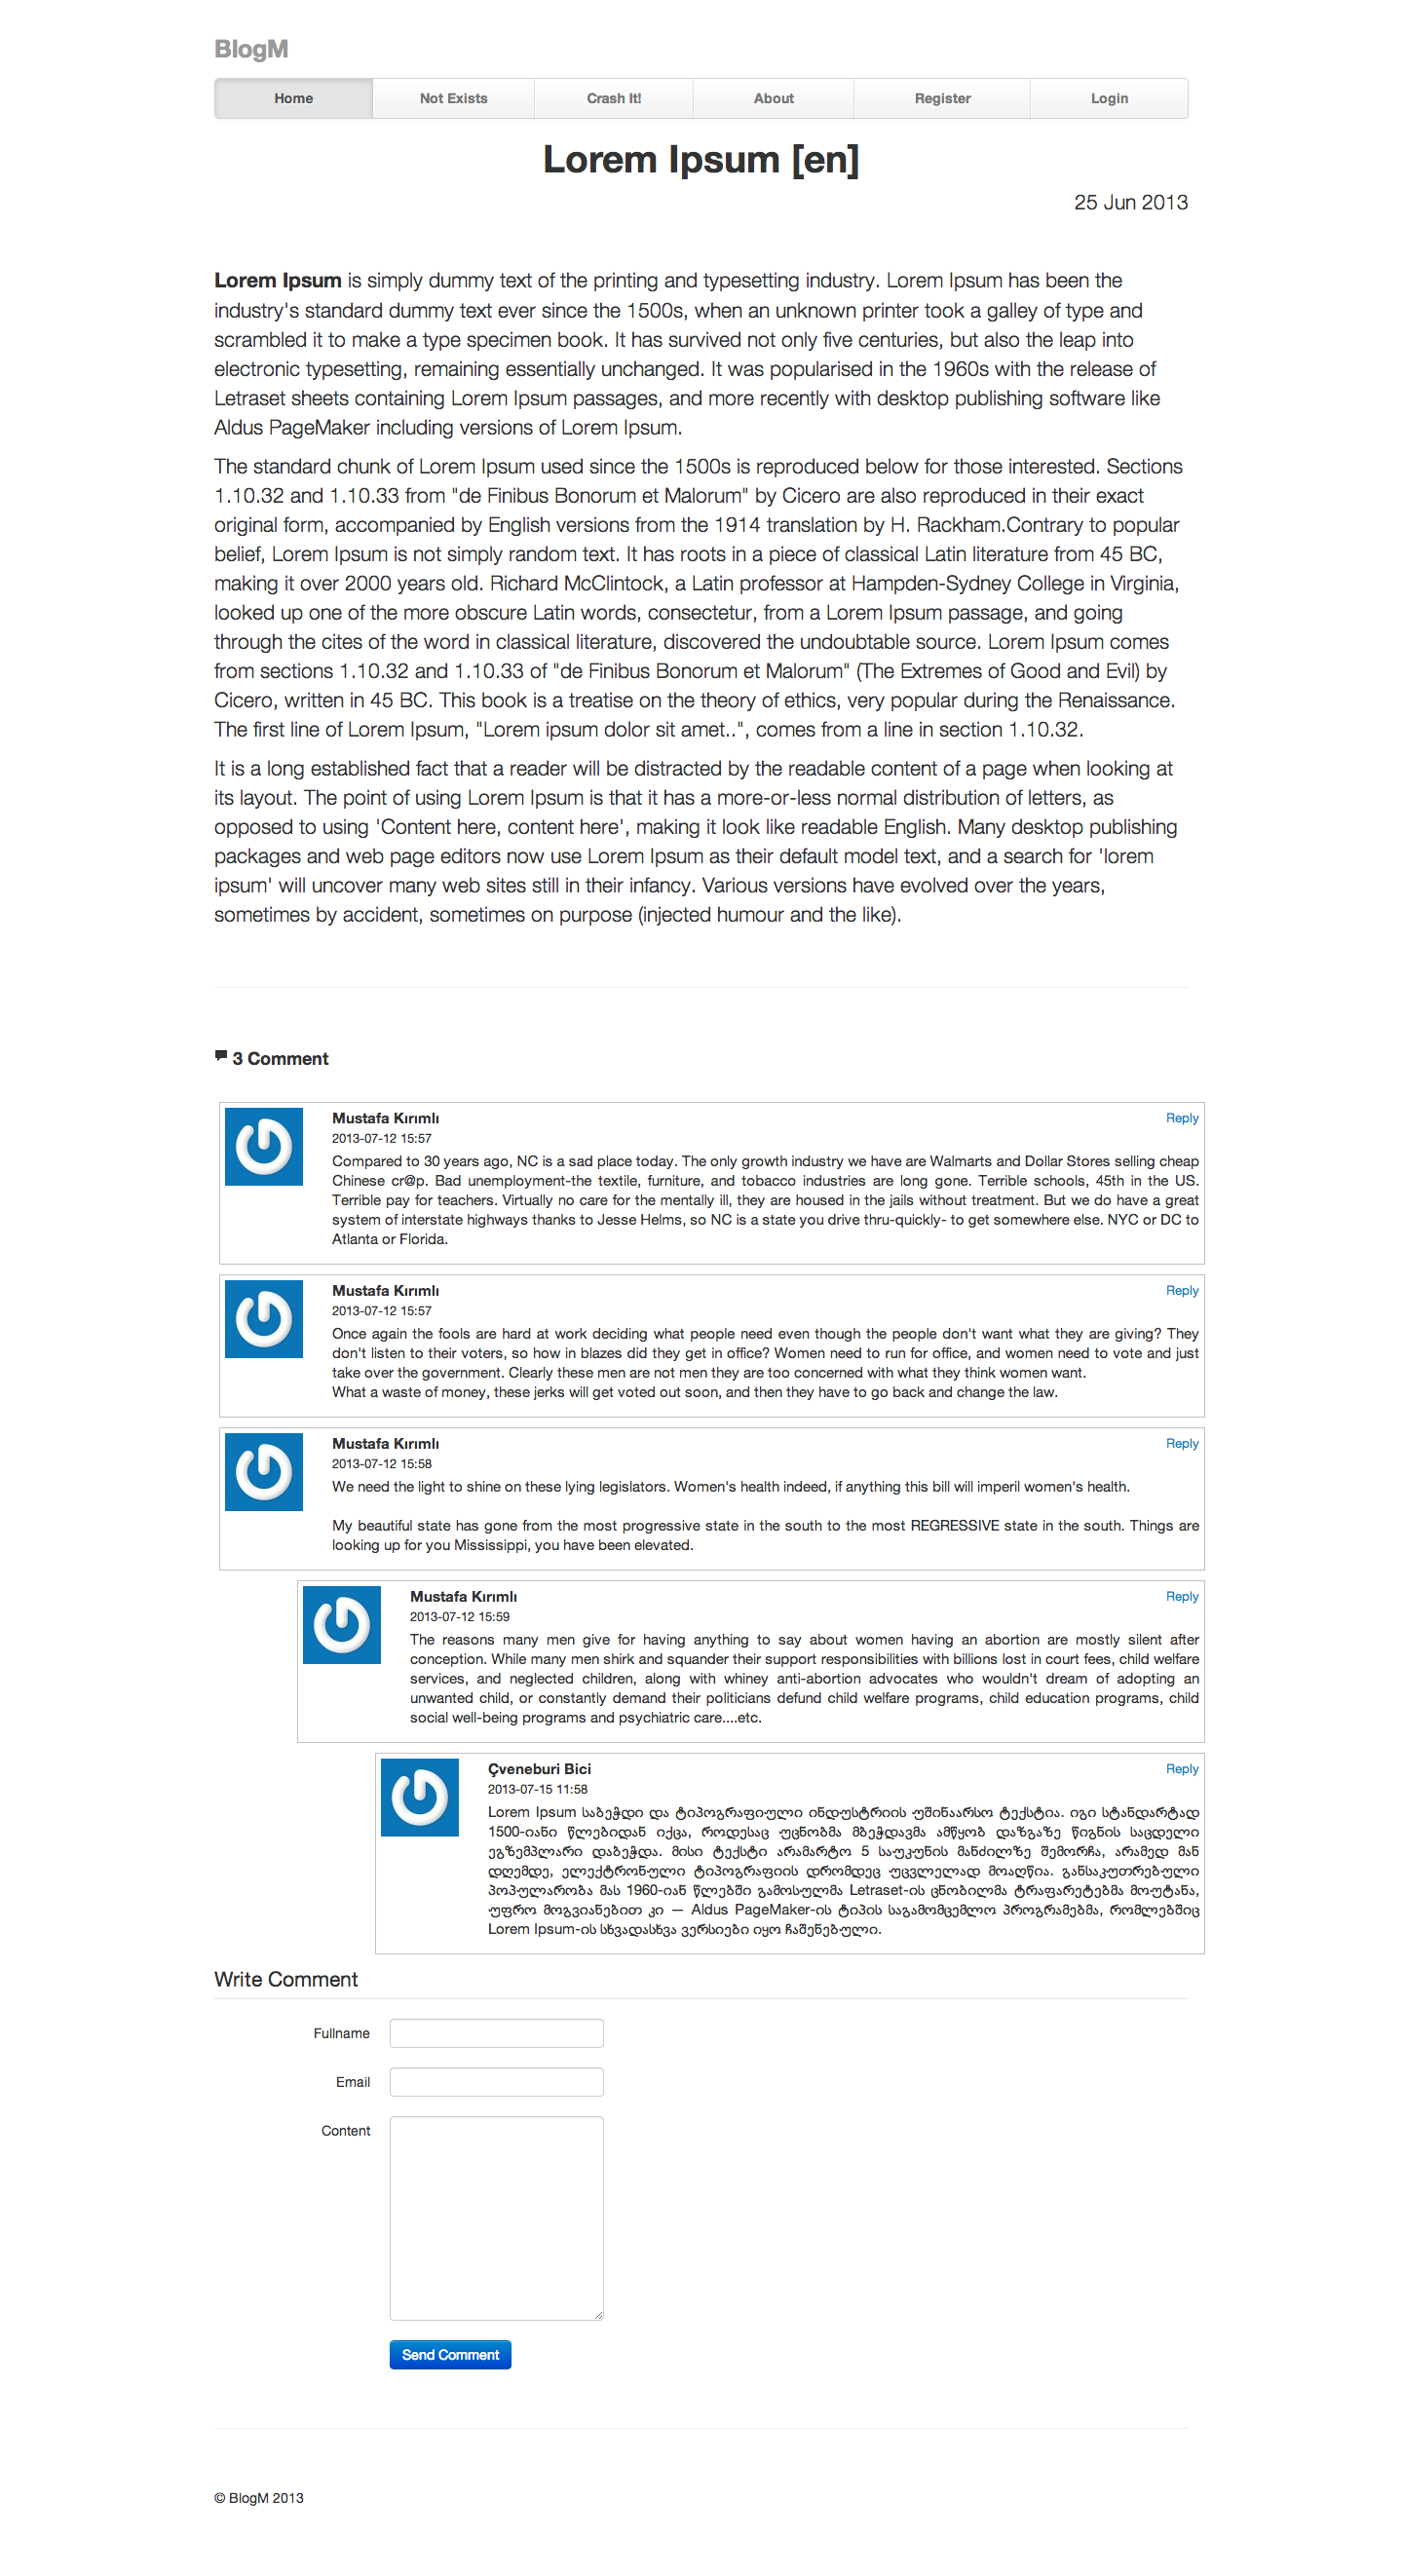 BlogM
Home
Not Exists
Crash It!
About
Register
Login
Lorem Ipsum [en]
25 Jun 2013
Lorem Ipsum is simply dummy text of the printing and typesetting industry. Lorem Ipsum has been the
industry's standard dummy text ever since the 1500s, when an unknown printer took a galley of type and
scrambled it to make a type specimen book. It has survived not only five centuries, but also the leap into
electronic typesetting, remaining essentially unchanged. It was popularised in the 1960s with the release of
Letraset sheets containing Lorem Ipsum passages, and more recently with desktop publishing software like
Aldus PageMaker including versions of Lorem Ipsum.
The standard chunk of Lorem Ipsum used since the 1500s is reproduced below for those interested. Sections
1.10.32 and 1.10.33 from "de Finibus Bonorum et Malorum" by Cicero are also reproduced in their exact
original form, accompanied by English versions from the 1914 translation by H. Rackham.Contrary to popular
belief, Lorem Ipsum is not simply random text. It has roots in a piece of classical Latin literature from 45 BC,
making it over 2000 years old. Richard McClintock, a Latin professor at Hampden-Sydney College in Virginia,
looked up one of the more obscure Latin words, consectetur, from a Lorem Ipsum passage, and going
through the cites of the word in classical literature, discovered the undoubtable source. Lorem Ipsum comes
from sections 1.10.32 and 1.10.33 of "de Finibus Bonorum et Malorum" (The Extremes of Good and Evil) by
Cicero, written in 45 BC. This book is a treatise on the theory of ethics, very popular during the Renaissance.
The first line of Lorem Ipsum, "Lorem ipsum dolor sit amet..", comes from a line in section 1.10.32.
It is a long established fact that a reader will be distracted by the readable content of a page when looking at
its layout. The point of using Lorem Ipsum is that it has a more-or-less normal distribution of letters, as
opposed to using 'Content here, content here', making it look like readable English. Many desktop publishing
packages and web page editors now use Lorem Ipsum as their default model text, and a search for 'lorem
ipsum' will uncover many web sites still in their infancy. Various versions have evolved over the years,
sometimes by accident, sometimes on purpose (injected humour and the like).
3 Comment
Mustafa Kırımlı
Reply
2013-07-12 15:57
Compared to 30 years ago, NC is a sad place today. The only growth industry we have are Walmarts and Dollar Stores selling cheap
Chinese cr@p. Bad unemployment-the textile, furniture, and tobacco industries are long gone. Terrible schools, 45th in the US.
Terrible pay for teachers. Virtually no care for the mentally ill, they are housed in the jails without treatment. But we do have a great
system of interstate highways thanks to Jesse Helms, so NC is a state you drive thru-quickly- to get somewhere else. NYC or DC to
Atlanta or Florida.
Mustafa Kırımlı
Reply
2013-07-12 15:57
Once again the fools are hard at work deciding what people need even though the people don't want what they are giving? They
don't listen to their voters, so how in blazes did they get in office? Women need to run for office, and women need to vote and just
take over the government. Clearly these men are not men they are too concerned with what they think women want.
What a waste of money, these jerks will get voted out soon, and then they have to go back and change the law.
Mustafa Kırımlı
Reply
2013-07-12 15:58
We need the light to shine on these lying legislators. Women's health indeed, if anything this bill will imperil women's health.
My beautiful state has gone from the most progressive state in the south to the most REGRESSIVE state in the south. Things are
looking up for you Mississippi, you have been elevated.
Mustafa Kırımlı
Reply
2013-07-12 15:59
The reasons many men give for having anything to say about women having an abortion are mostly silent after
conception. While many men shirk and squander their support responsibilities with billions lost in court fees, child welfare
services, and neglected children, along with whiney anti-abortion advocates who wouldn't dream of adopting an
unwanted child, or constantly demand their politicians defund child welfare programs, child education programs, child
social well-being programs and psychiatric care....etc.
Çveneburi Bici
Reply
2013-07-15 11:58
Lorem Ipsum საბეჭდი და ტიპოგრაფიული ინდუსტრიის უშინაარსო ტექსტია. იგი სტანდარტად
1500-იანი წლებიდან იქცა, როდესაც უცნობმა მბეჭდავმა ამწყობ დაზგაზე წიგნის საცდელი
ეგზემპლარი დაბეჭდა. მისი ტექსტი არამარტო 5 საუკუნის მანძილზე შემორჩა, არამედ მან
დღემდე, ელექტრონული ტიპოგრაფიის დრომდეც უცვლელად მოაღწია. განსაკუთრებული
პოპულარობა მას 1960-იან წლებში გამოსულმა Letraset-ის ცნობილმა ტრაფარეტებმა მოუტანა,
უფრო მოგვიანებით კი — Aldus PageMaker-ის ტიპის საგამომცემლო პროგრამებმა, რომლებშიც
Lorem Ipsum-ის სხვადასხვა ვერსიები იყო ჩაშენებული.
Write Comment
Fullname
Email
Content
Send Comment
© BlogM 2013